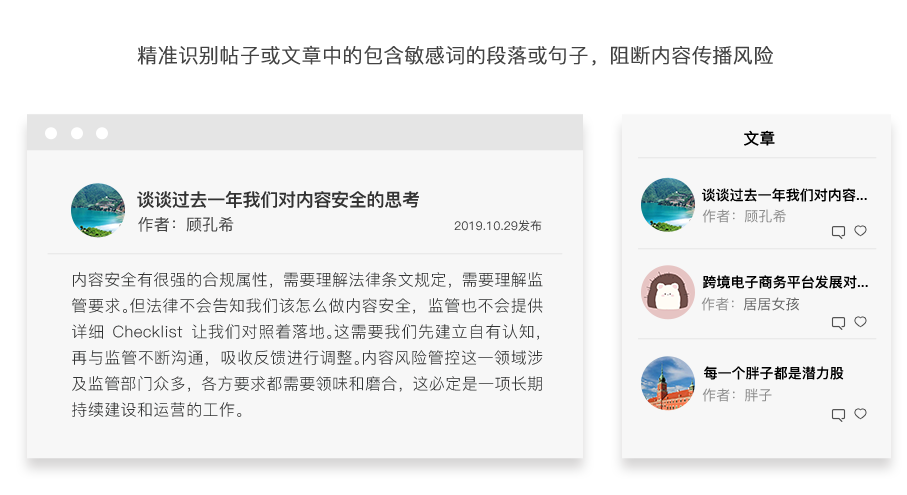 精准识别帖子或文章中的包含敏感词的段落或句子，阻断内容传播风险
谈谈过去一年我们对内容安全的思考
作者：顾孔希
2019.10.29发布
内容安全有很强的合规属性，需要理解法律条文规定，需要理解监
管要求。但法律不会告知我们该怎么做内容安全，监管也不会提供
详细 Checklist 让我们对照着落地。这需要我们先建立自有认知，
再与监管不断沟通，吸收反馈进行调整。内容风险管控这一领域涉
及监管部门众多，各方要求都需要领味和磨合，这必定是一项长期
持续建设和运营的工作。
文章
谈谈过去一年我们对内容...
作者：顾孔希
跨境电子商务平台发展对...
作者：居居女孩
每一个胖子都是潜力股
作者：胖子